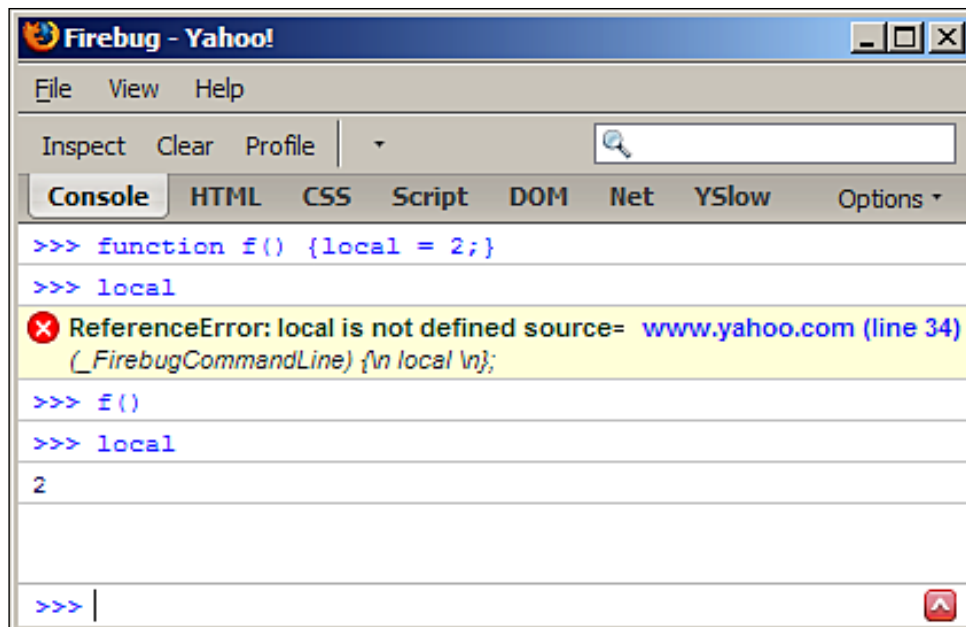 Firebug - Yahoo!
File View Help
Inspect Clear Profile
Console HTML CSS Script DOM Net YSlow Options
>>> function f() {local = 2;}
>>> local
ReferenceError: local is not defined source= www.yahoo.com (line 34)
(_FirebugCommandLine) {\n local \n};
>>> f()
>>> local
2
>>>